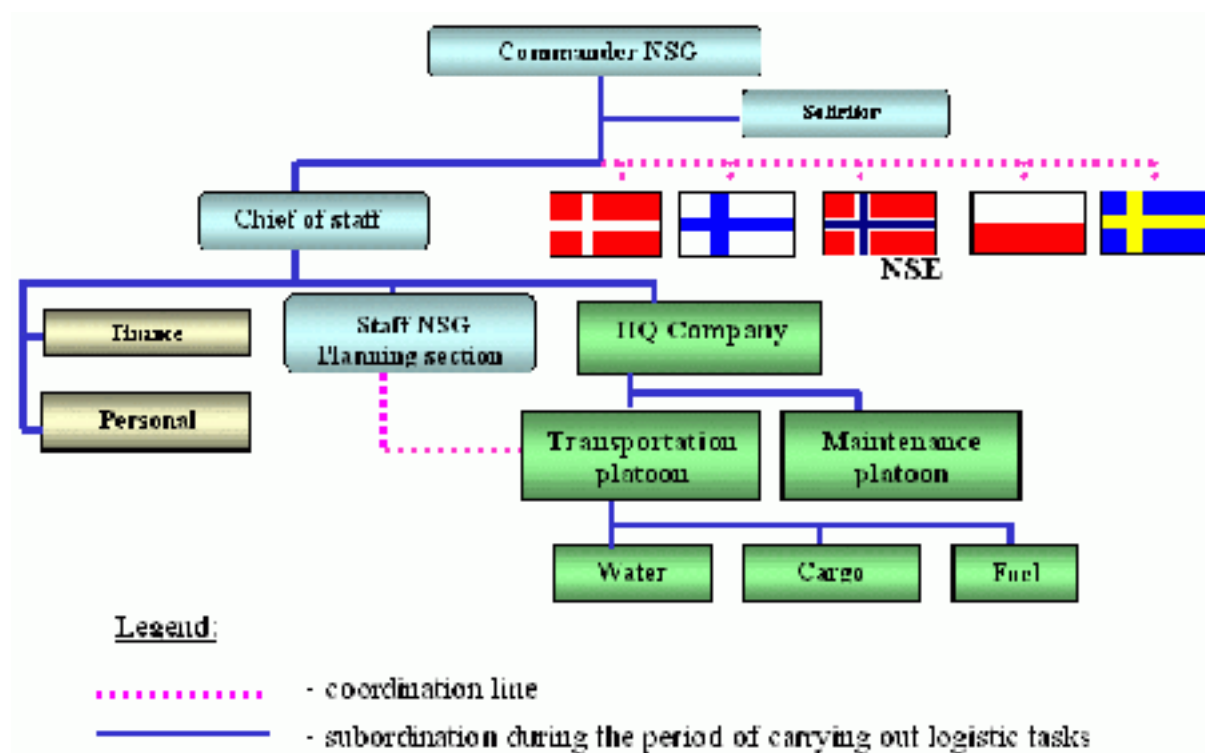 Commander NSG
Solicitor
Chief of staff
NSE
Finance
Staff NSG
Planning section
HQ Company
Personal
Transportation
platoon
Maintenance
platoon
Water
Cargo
Fuel
Legend:
- coordination line
- subordination during the period of carrying out logistic tasks